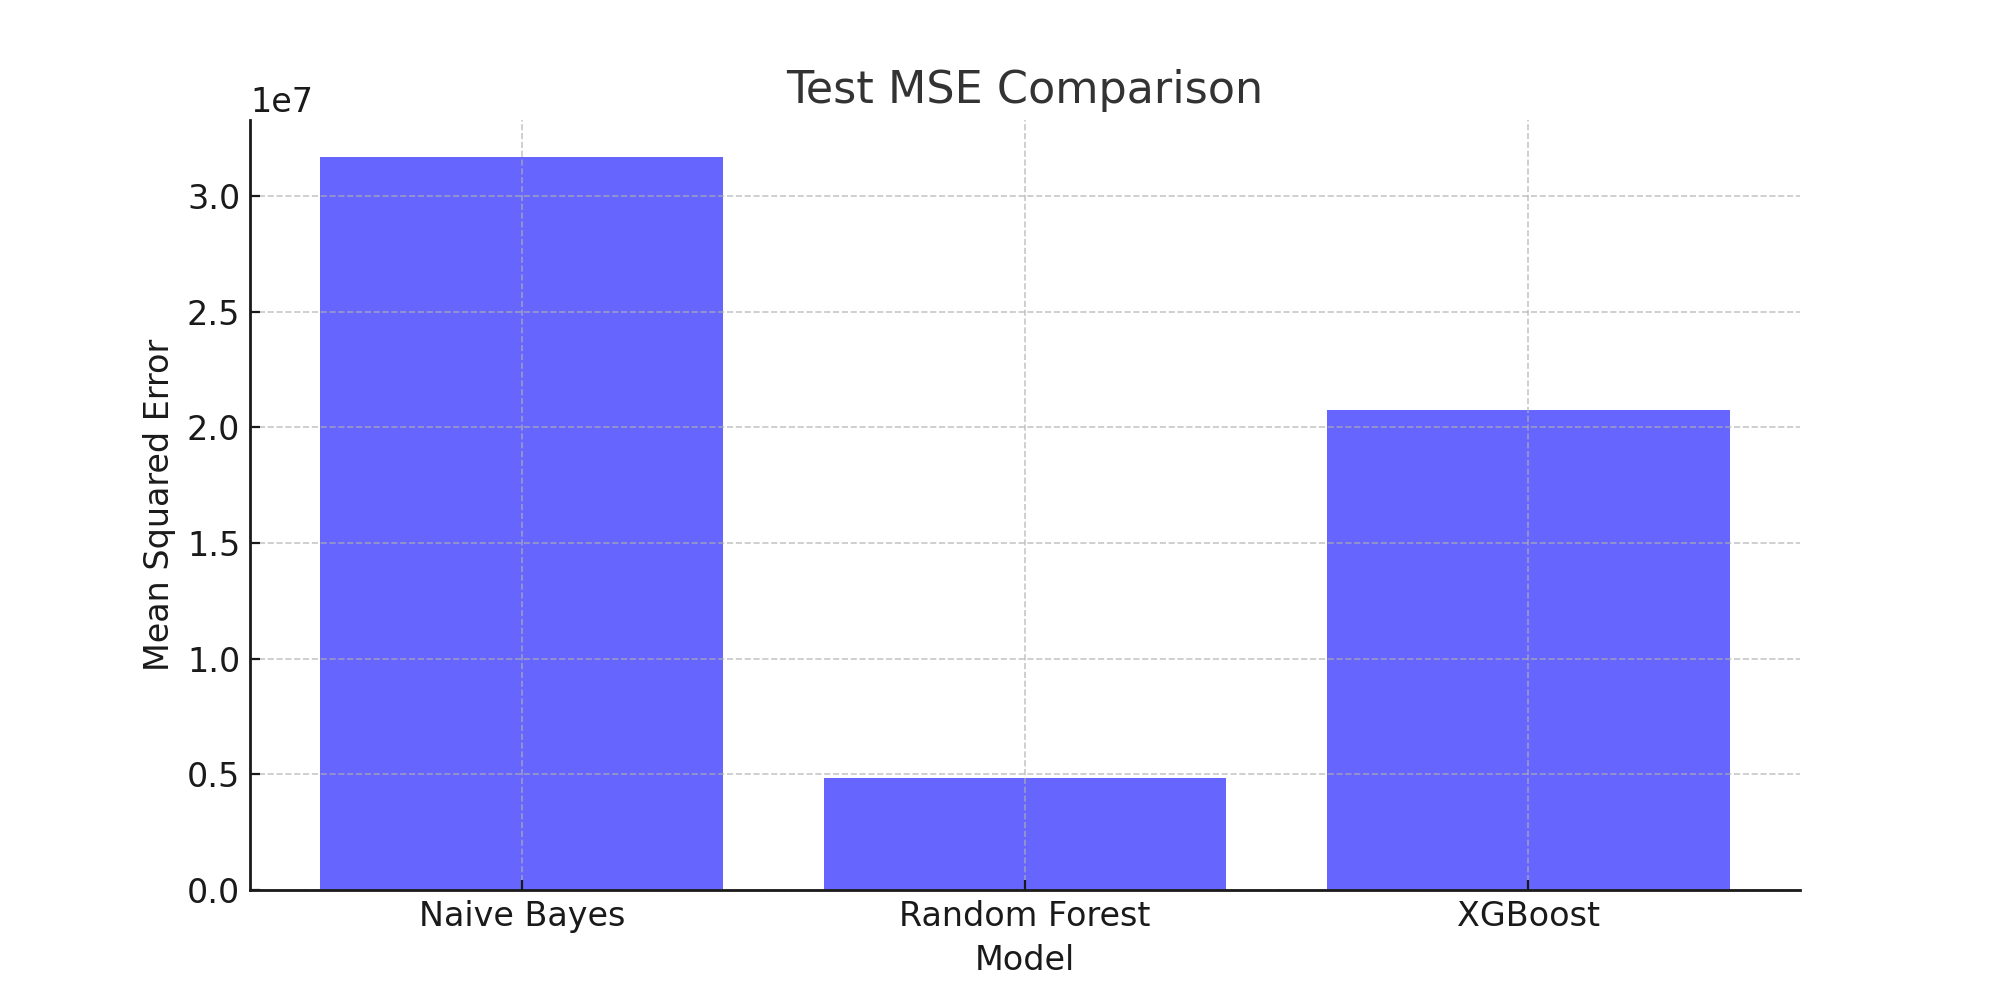 Test MSE Comparison
1e7
3.0
2.5
2.0
1.5
1.0
0.5
0.0
Mean Squared Error
Naive Bayes
Random Forest
XGBoost
Model